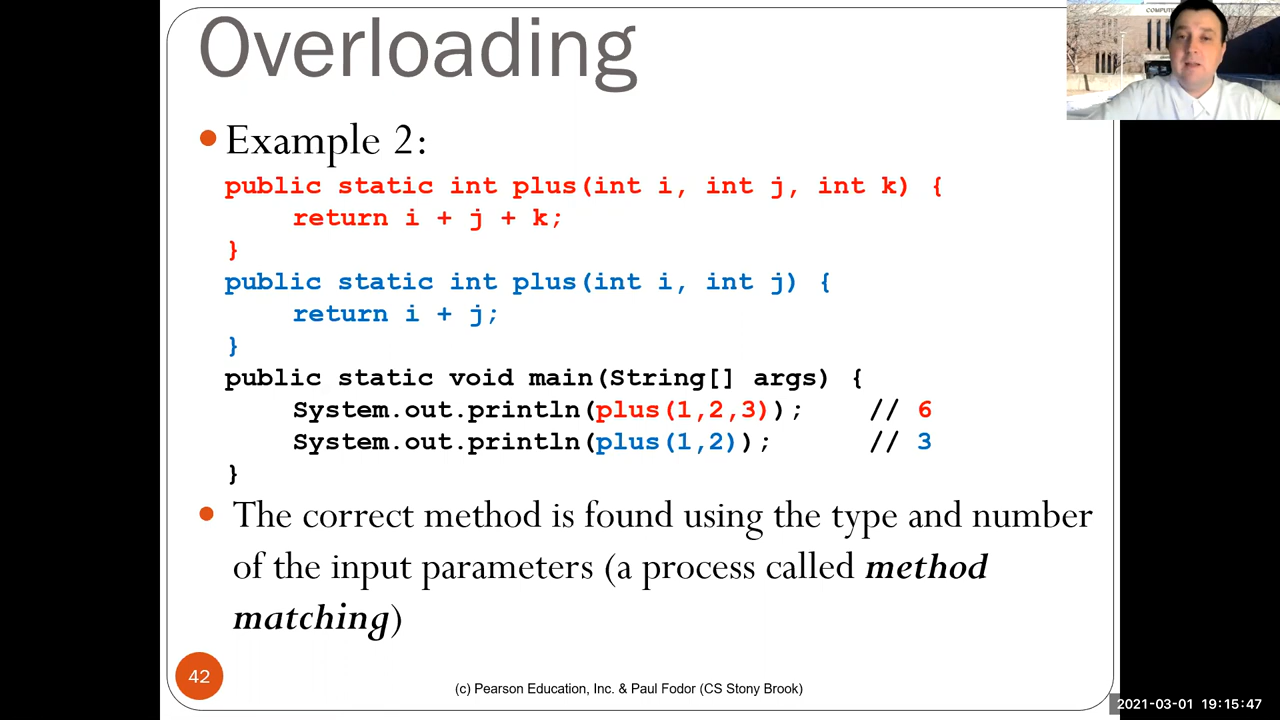 COMPUT
Overloading
• Example 2:
public static int plus(int i, int j, int k) {
return i + j + k;
}
public static int plus(int i, int j) {
return i + j;
}
public static void main(String[] args) {
System.out.println(plus(1,2,3)); // 6
System.out.println(plus(1,2)); // 3
}
• The correct method is found using the type and number
of the input parameters (a process called method
matching)
42
(c) Pearson Education, Inc. & Paul Fodor (CS Stony Brook)
2021-03-01 19:15:47